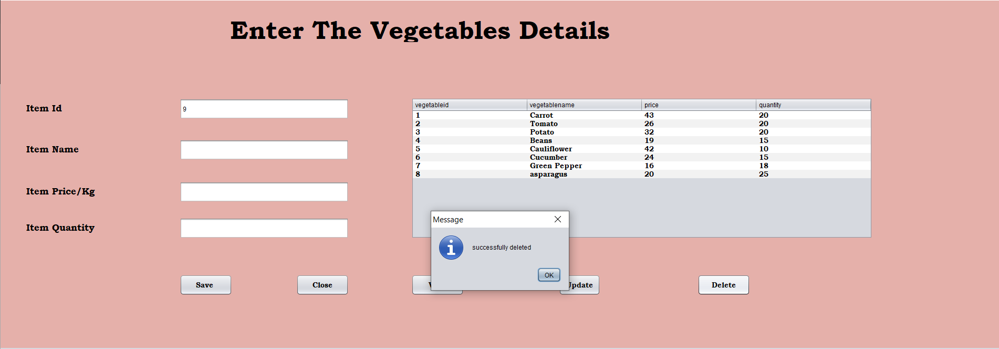 Enter The Vegetables Details
Item Id
9
Item Name
Item Price/Kg
Item Quantity
vegetableid vegetablename price quantity
1 Carrot 43 20
2 Tomato 26 20
3 Potato 32 20
4 Beans 19 15
5 Cauliflower 42 10
6 Cucumber 24 15
7 Green Pepper 16 18
8 asparagus 20 25
Message
successfully deleted
OK
Save Close Update Delete